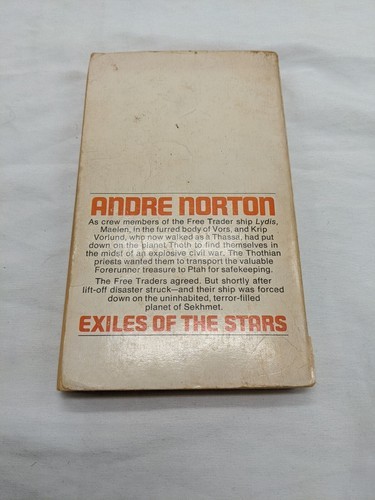 ANDRE NORTON
As crew members of the Free Trader ship Lydis,
Maelen, in the furred body of Vors, and Krip
Vorlund, who now walked as a Thassa, had put
down on the planet Thoth to find themselves in
the midst of an explosive civil war. The Thothian
priests wanted them to transport the valuable
Forerunner treasure to Ptah for safekeeping.
The Free Traders agreed. But shortly after
lift-off disaster struck—and their ship was forced
down on the uninhabited, terror-filled
planet of Sekhmet.
EXILES OF THE STARS